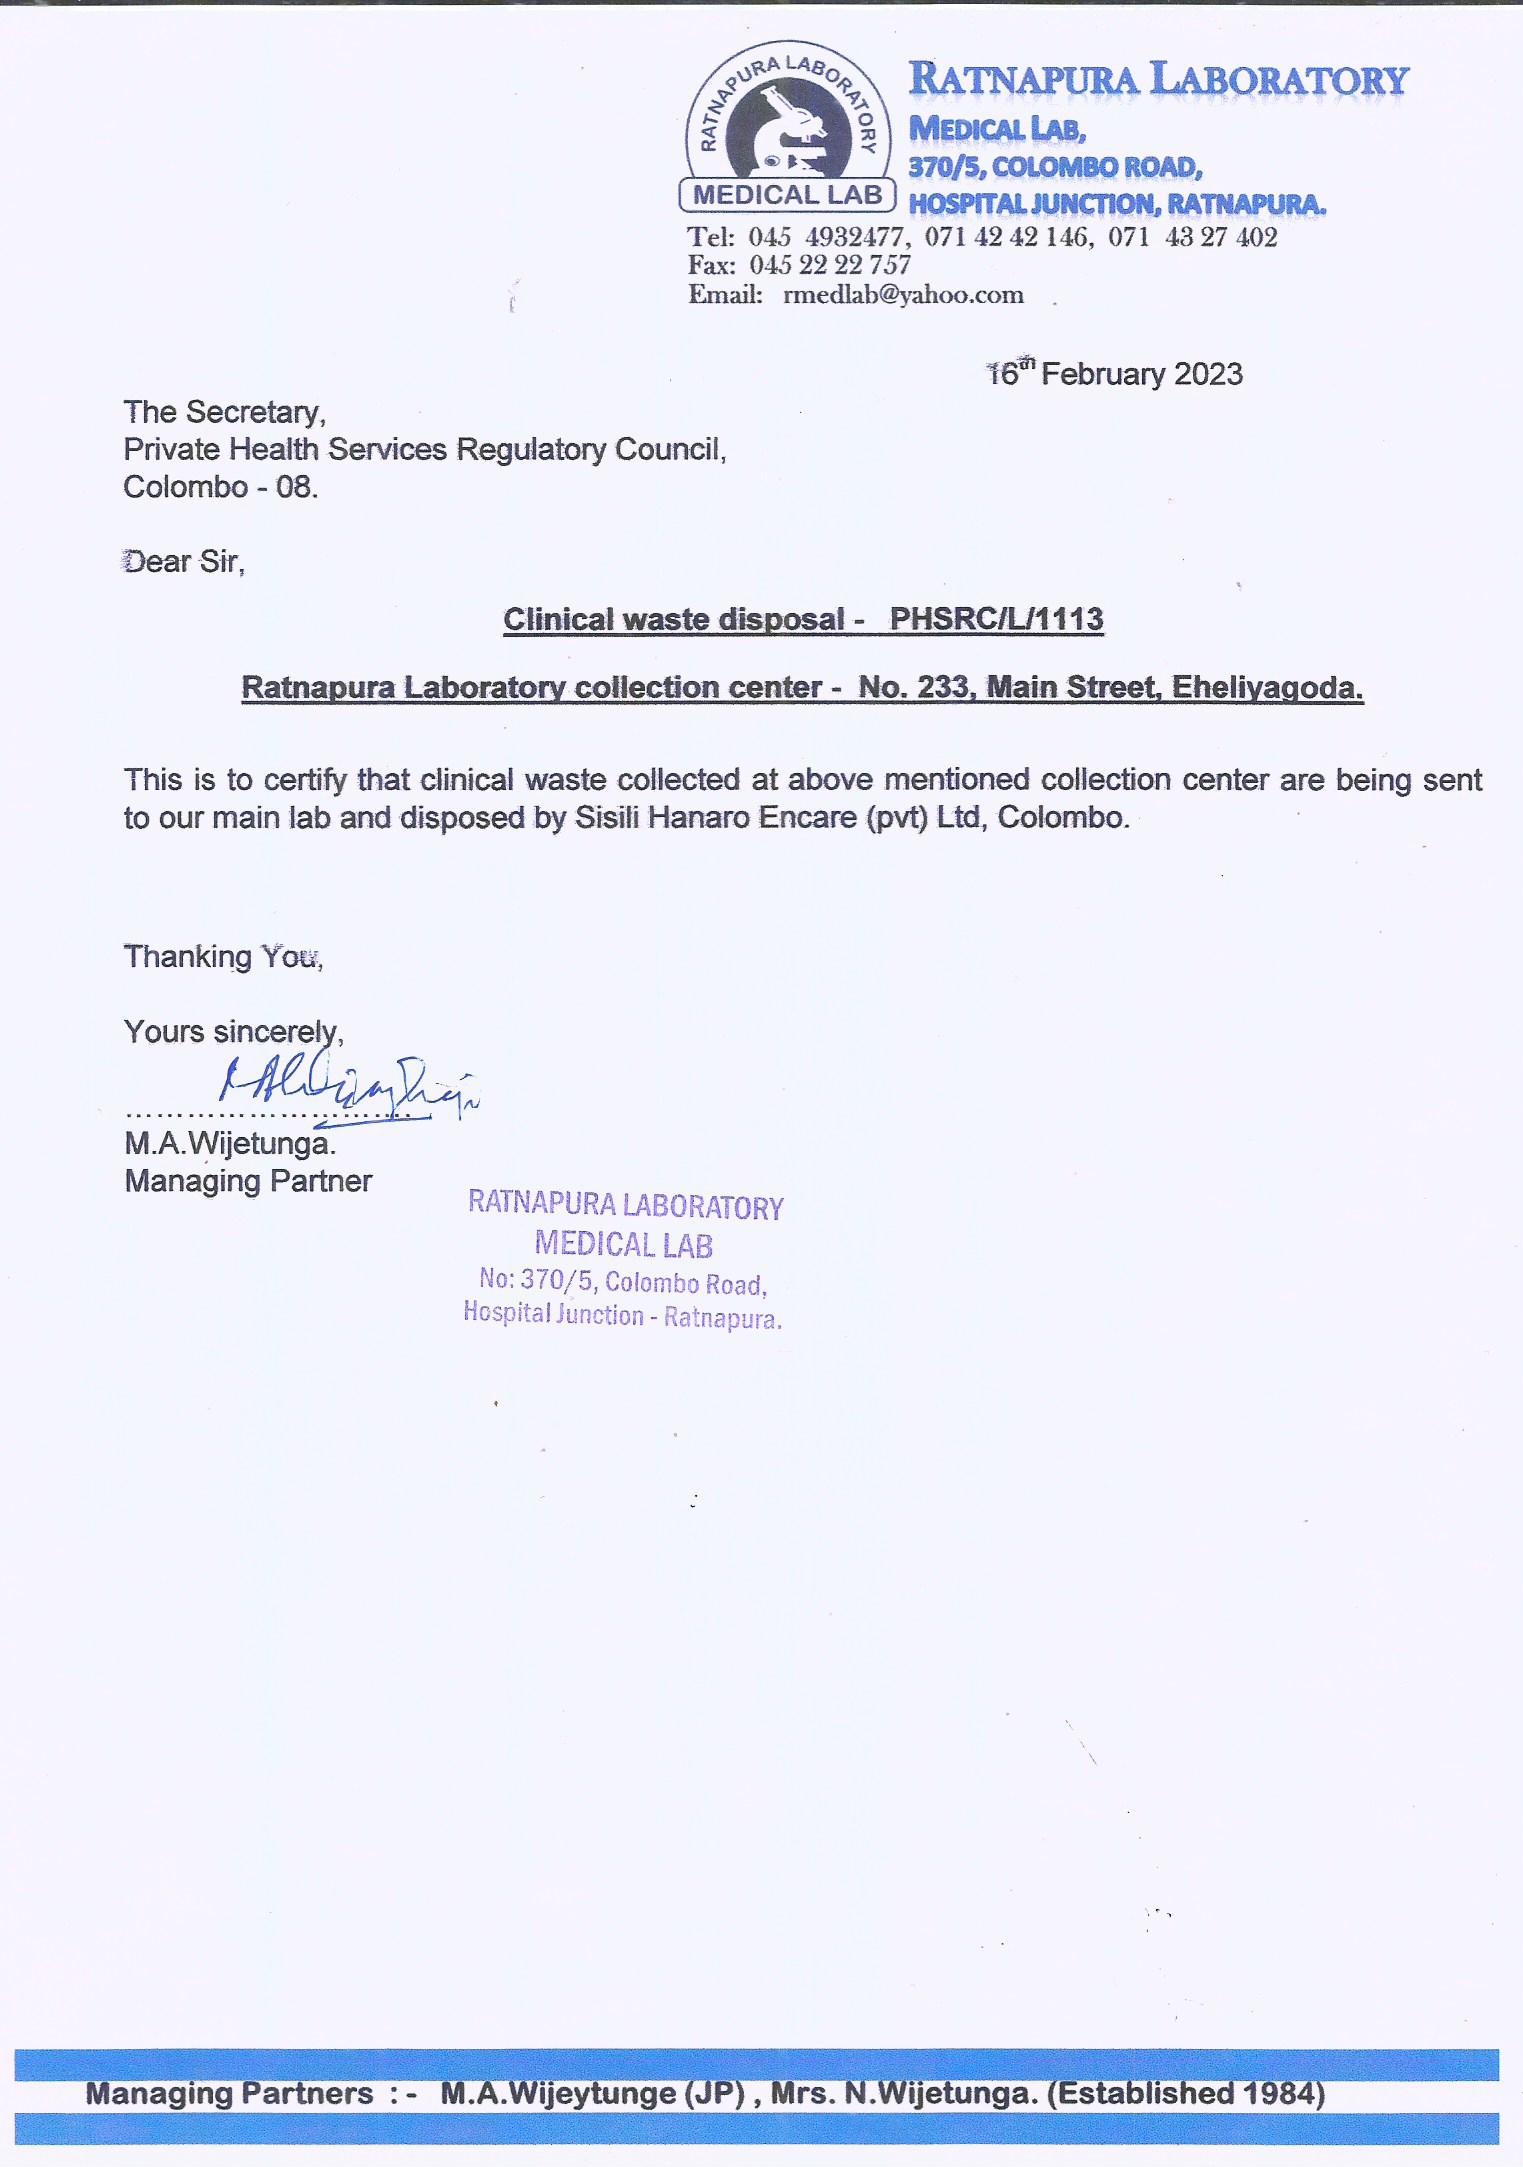 RATNAPURA LABORATORY
MEDICAL LAB
RATNAPURA LABORATORY
MEDICAL LAB,
370/5, COLOMBO ROAD,
HOSPITAL JUNCTION, RATNAPURA.
Tel: 045 4932477, 071 42 42 146, 071 43 27 402
Fax: 045 22 22 757
Email: rmedlab@yahoo.com
16th February 2023
The Secretary,
Private Health Services Regulatory Council,
Colombo - 08.
Dear Sir,
Clinical waste disposal - PHSRC/L/1113
Ratnapura Laboratory collection center - No. 233, Main Street, Eheliyagoda.
This is to certify that clinical waste collected at above mentioned collection center are being sent
to our main lab and disposed by Sisili Hanaro Encare (pvt) Ltd, Colombo.
Thanking You,
Yours sincerely,
M.A.Wijetunga.
Managing Partner
RATNAPURA LABORATORY
MEDICAL LAB
No: 370/5, Colombo Road,
Hospital Junction - Ratnapura.
Managing Partners : - M.A.Wijeytunge (JP) , Mrs. N.Wijetunga. (Established 1984)